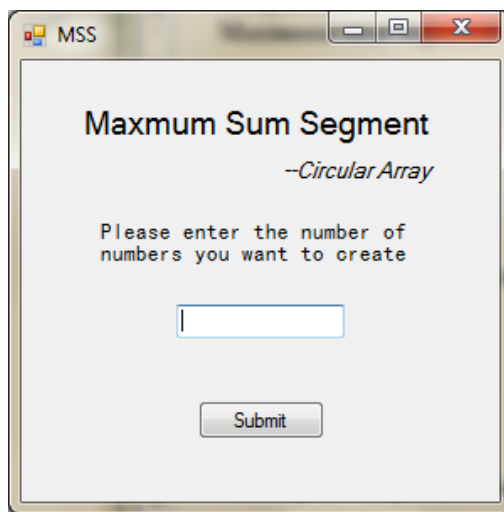 MSS
Maxmum Sum Segment
--Circular Array
Please enter the number of
numbers you want to create
Submit